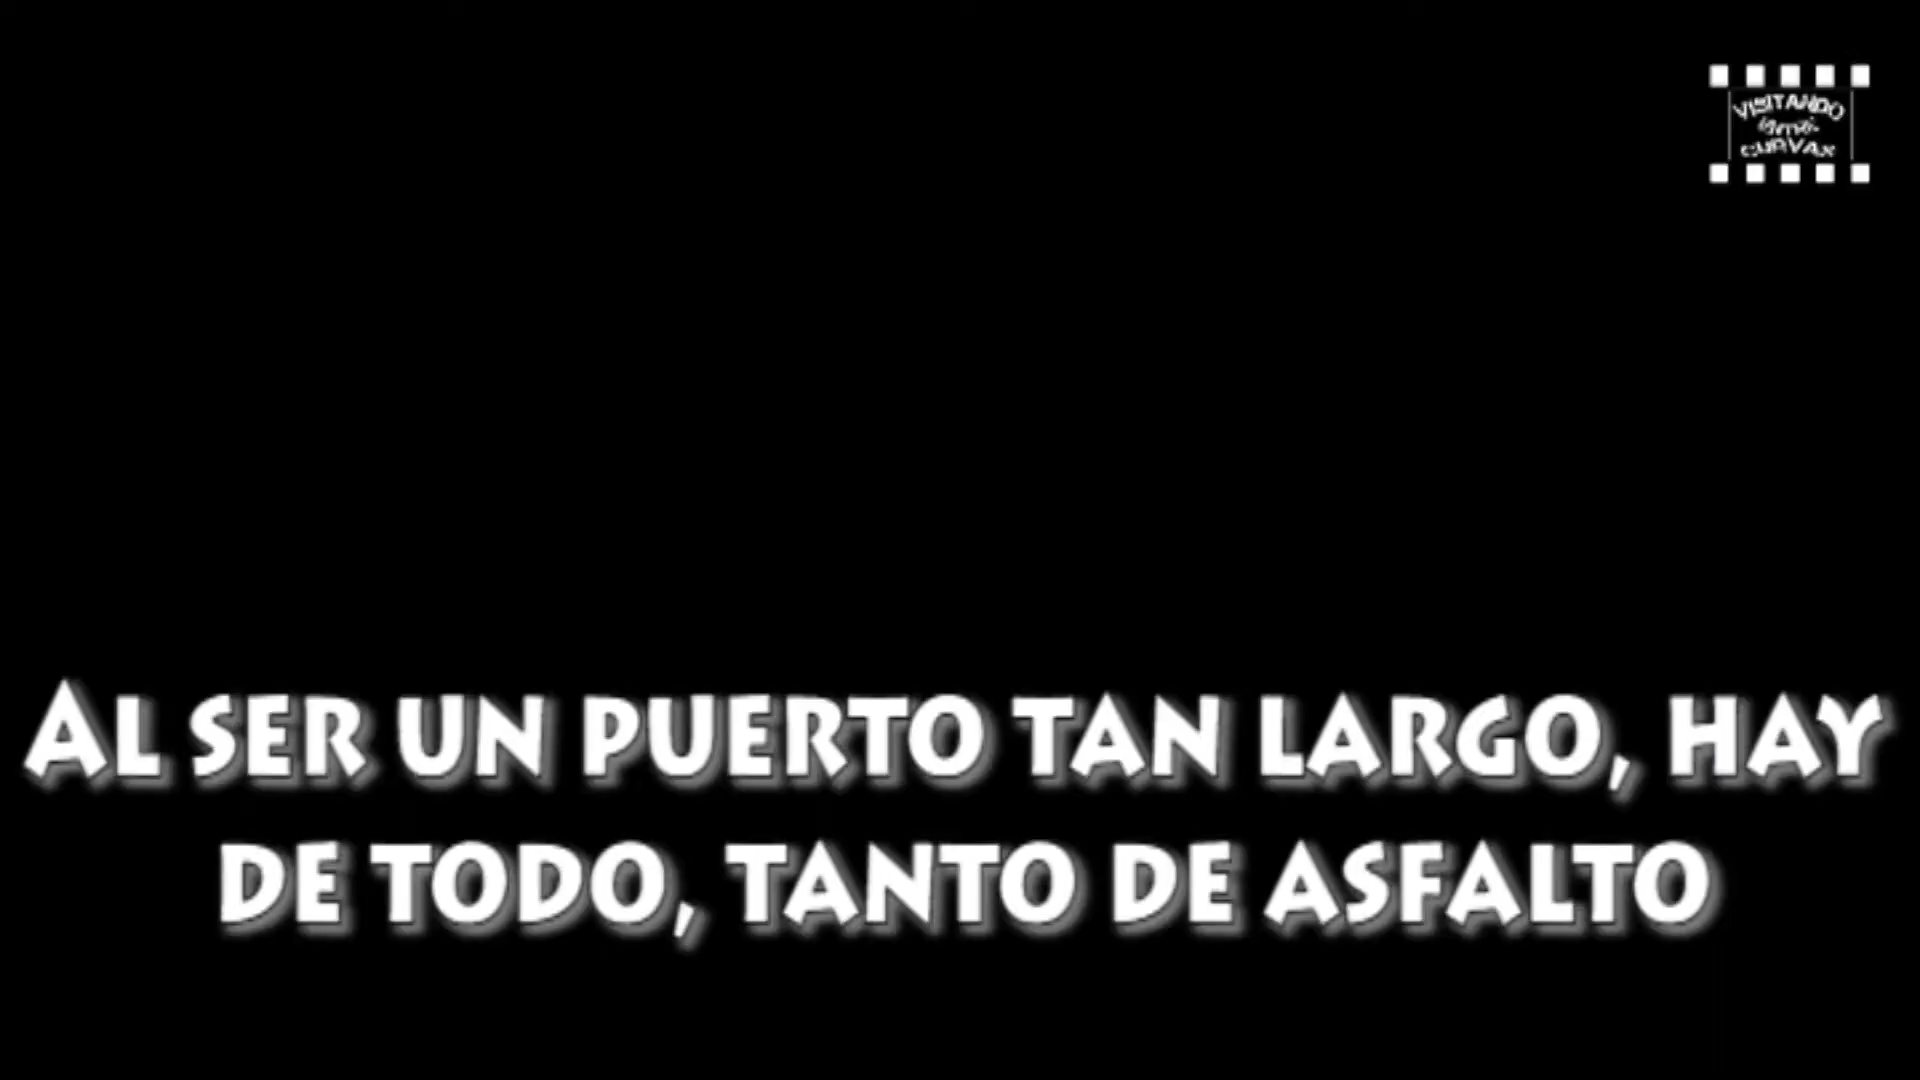 VISITANDO
CURVAS
AL SER UN PUERTO TAN LARGO, HAY
DE TODO, TANTO DE ASFALTO